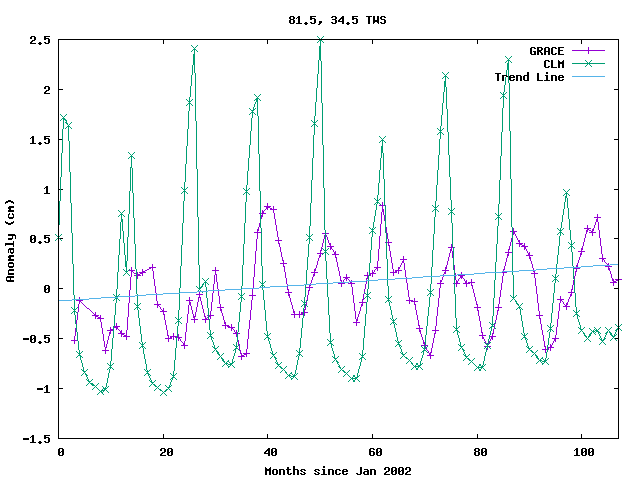 81.5, 34.5 TWS
GRACE
CLM
Trend Line
2.5
2
1.5
1
0.5
0
-0.5
-1
-1.5
Anomaly (cm)
0 20 40 60 80 100
Months since Jan 2002